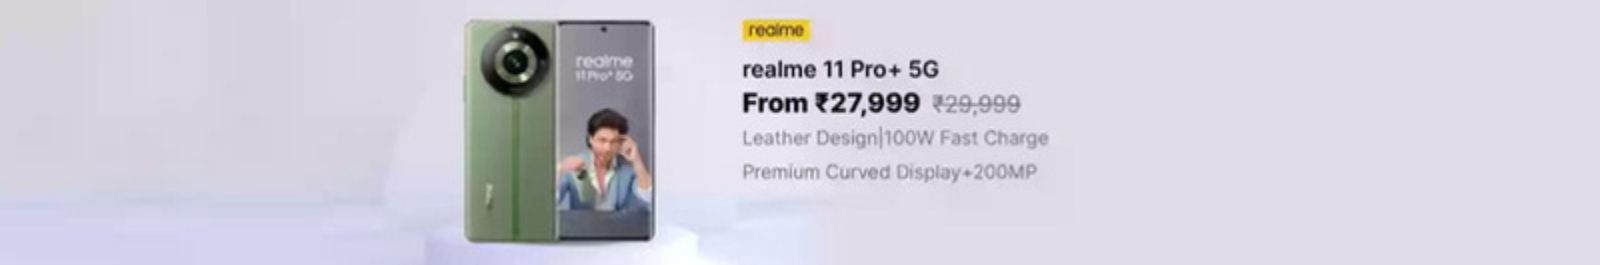 realme
11 Pro+ 5G
realme
realme 11 Pro+ 5G
From ₹27,999 ₹29,999
Leather Design|100W Fast Charge
Premium Curved Display+200MP